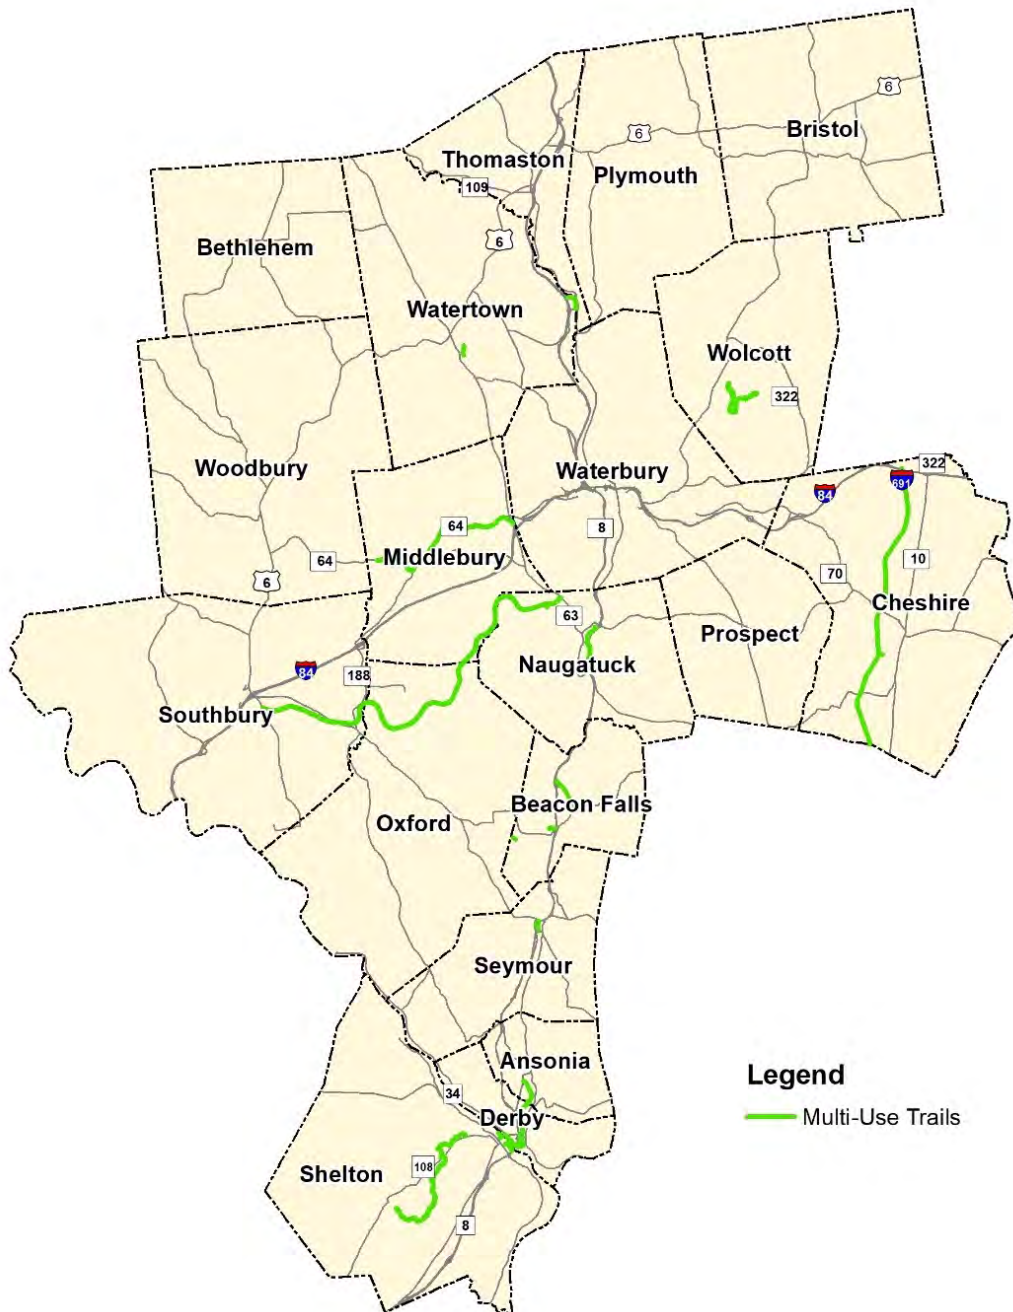 6
Bristol
6
Thomaston
Plymouth
109
Bethlehem
6
Watertown
Wolcott
322
Woodbury
Waterbury
322
691
84
64
8
Middlebury
64
10
70
6
Cheshire
63
Prospect
Naugatuck
84
188
Southbury
Beacon Falls
Oxford
Seymour
Ansonia
Legend
34
Derby
Multi-Use Trails
108
Shelton
8